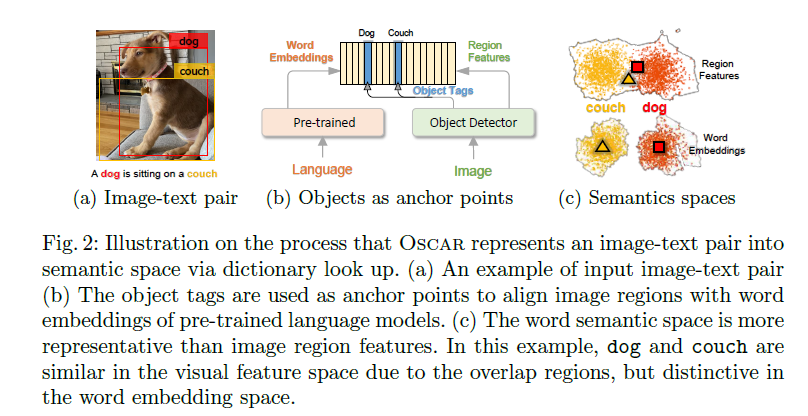 dog
couch
A dog is sitting on a couch
(a) Image-text pair
Dog Couch
Word
Embeddings
Region
Features
Object Tags
Pre-trained
Object Detector
Language
Image
(b) Objects as anchor points
Region
Features
couch dog
Word
Embeddings
(c) Semantics spaces
Fig. 2: Illustration on the process that OSCAR represents an image-text pair into
semantic space via dictionary look up. (a) An example of input image-text pair
(b) The object tags are used as anchor points to align image regions with word
embeddings of pre-trained language models. (c) The word semantic space is more
representative than image region features. In this example, dog and couch are
similar in the visual feature space due to the overlap regions, but distinctive in
the word embedding space.